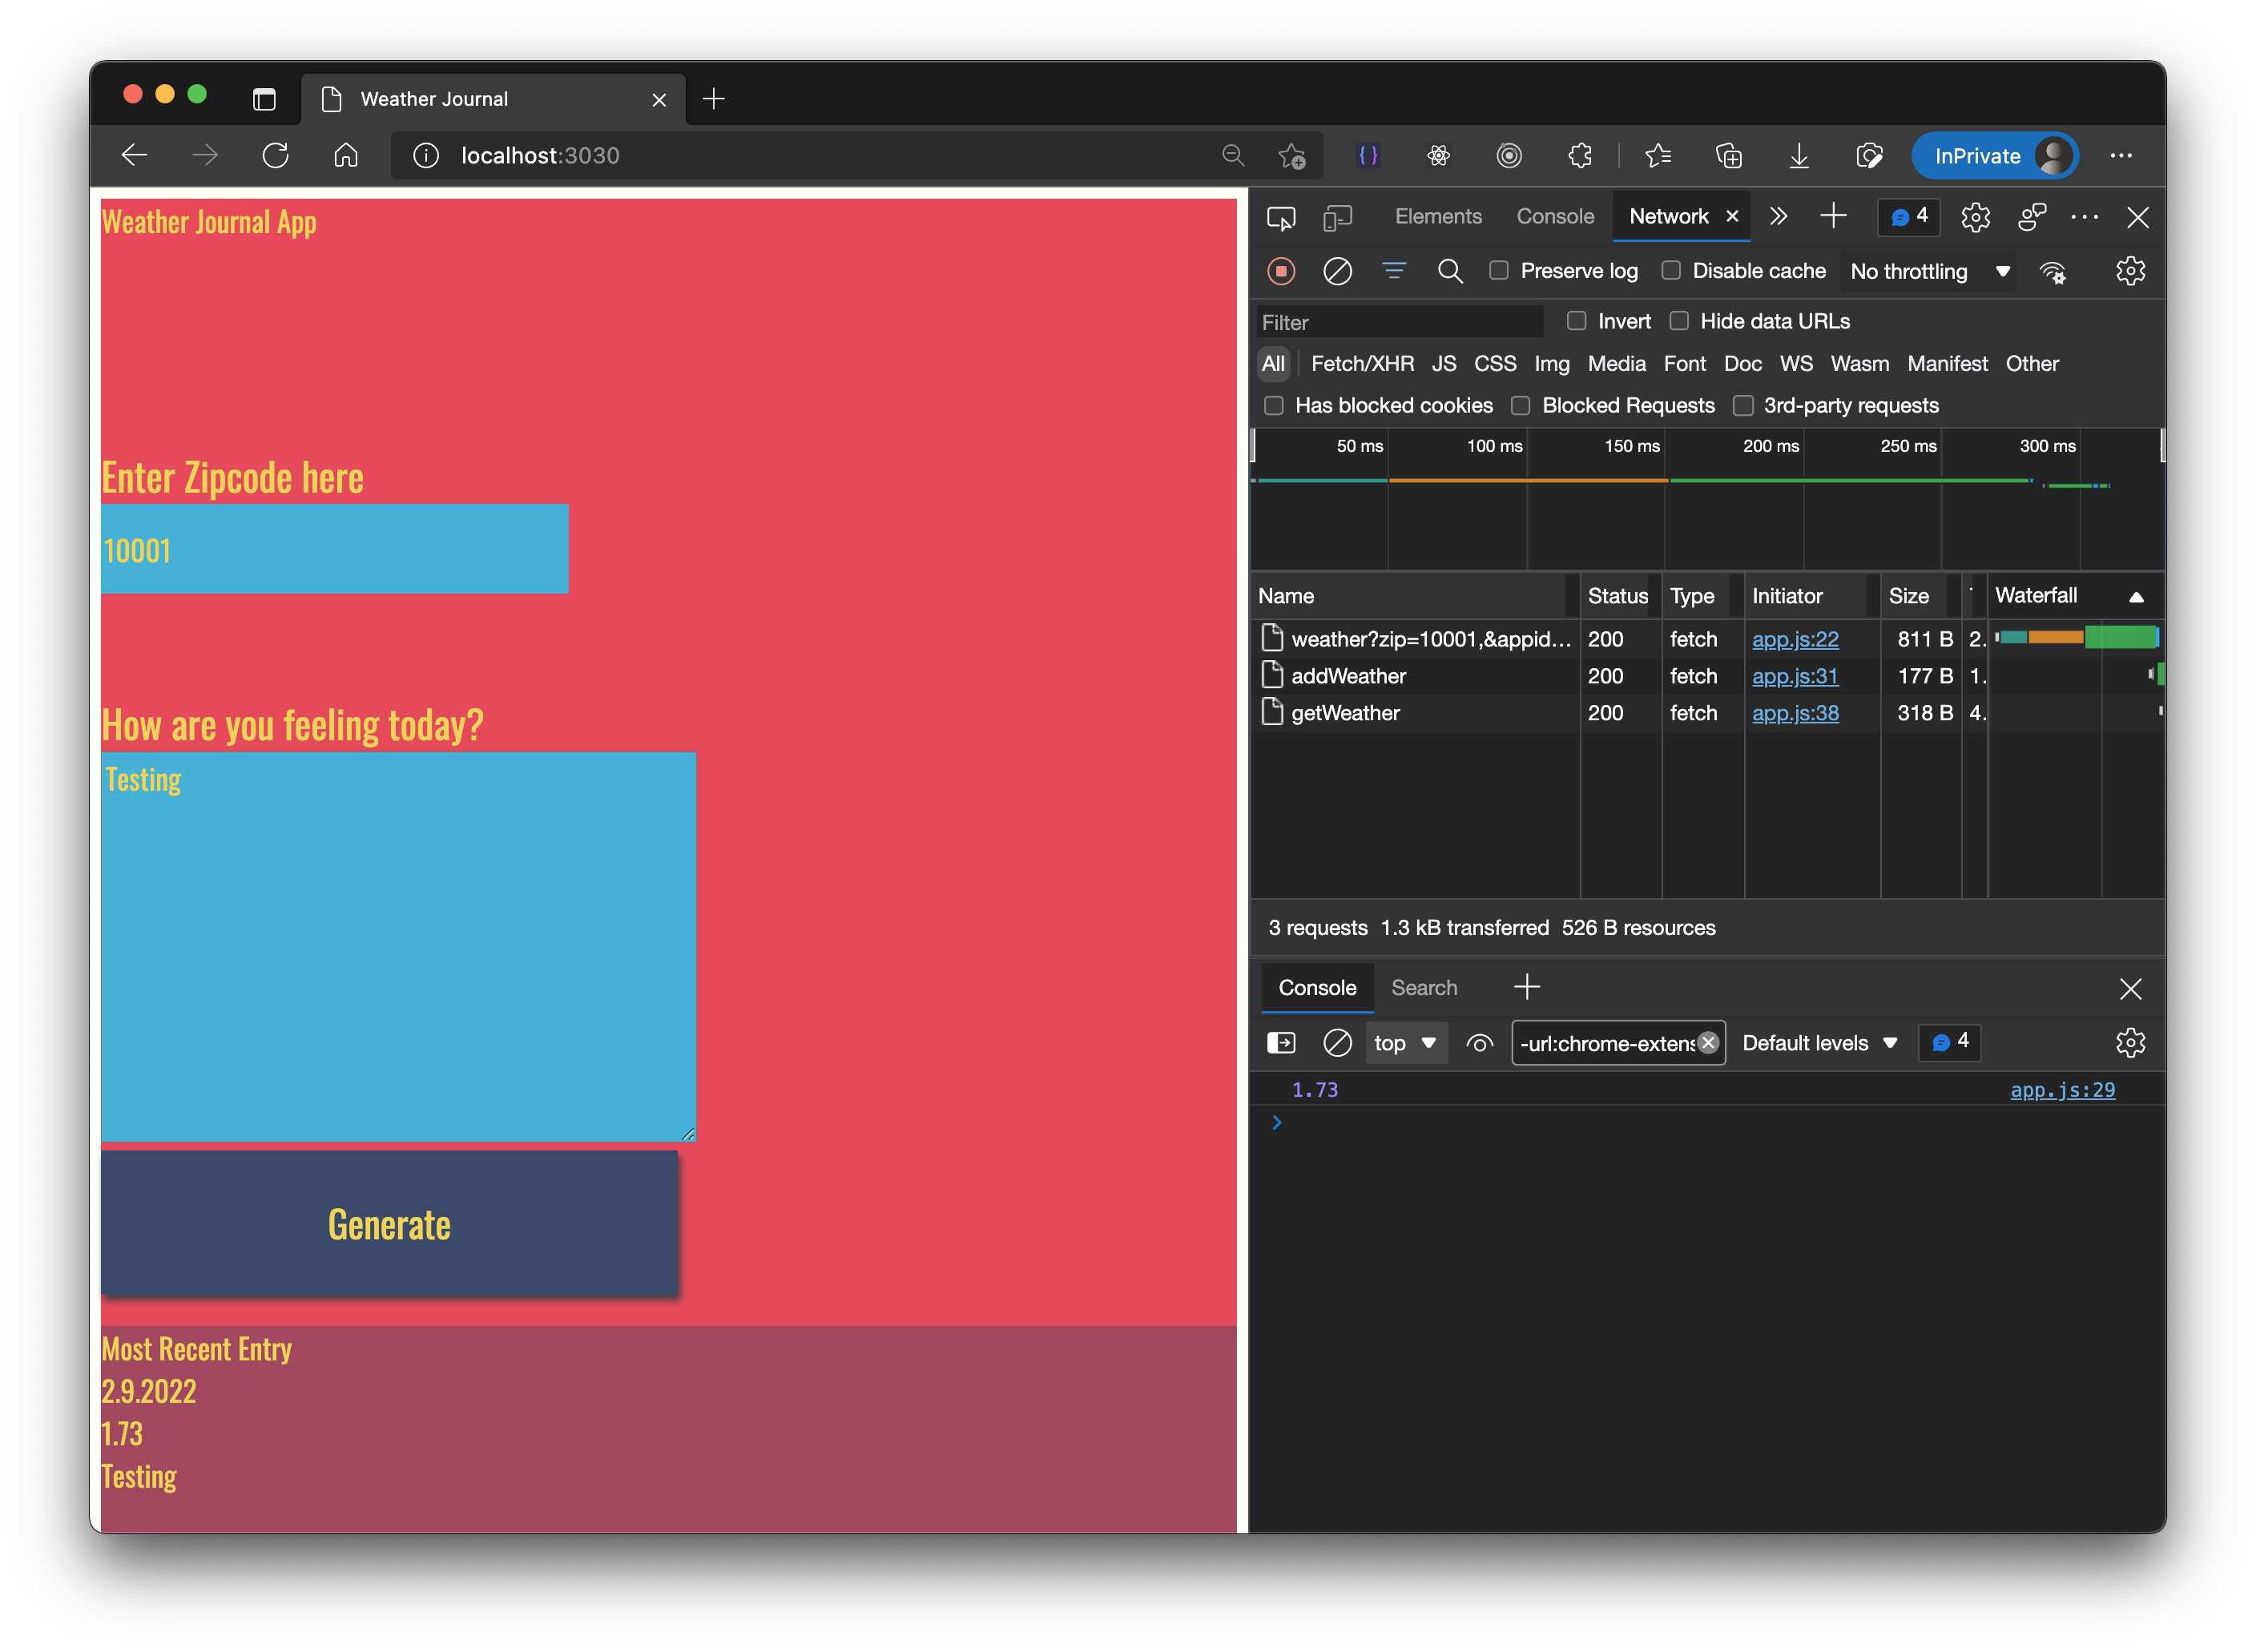 Weather Journal
localhost:3030
InPrivate
Weather Journal App
Enter Zipcode here
10001
How are you feeling today?
Testing
Generate
Most Recent Entry
2.9.2022
1.73
Testing
Elements Console Network 4
Preserve log Disable cache No throttling
Filter Invert Hide data URLs
All Fetch/XHR JS CSS Img Media Font Doc WS Wasm Manifest Other
Has blocked cookies Blocked Requests 3rd-party requests
50 ms 100 ms 150 ms 200 ms 250 ms 300 ms
Name Status Type Initiator Size Waterfall
weather?zip=10001,&appid... 200 fetch app.js:22 811 B 2.
addWeather 200 fetch app.js:31 177 B 1.
getWeather 200 fetch app.js:38 318 B 4.
3 requests 1.3 kB transferred 526 B resources
Console Search
top -url:chrome-extens Default levels 4
1.73 app.js:29